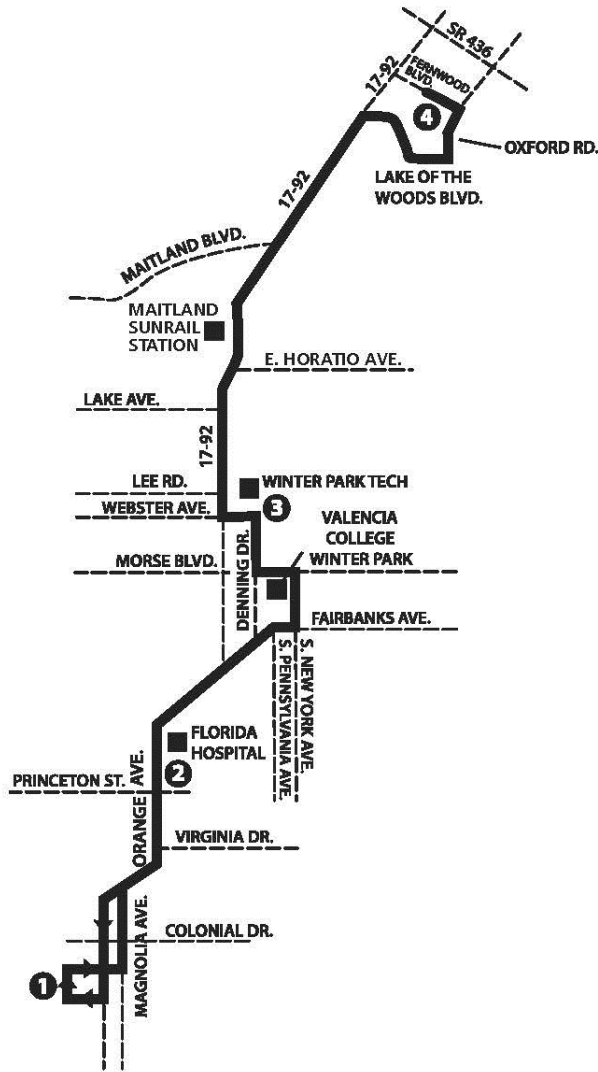 SR 436
17-92
FERNWOOD
BLVD.
4
OXFORD RD.
LAKE OF THE
WOODS BLVD.
17-92
MAITLAND BLVD.
MAITLAND
SUNRAIL
STATION
E. HORATIO AVE.
LAKE AVE.
17-92
LEE RD.
WINTER PARK TECH
WEBSTER AVE.
3
VALENCIA
COLLEGE
WINTER PARK
MORSE BLVD.
DENNING DR.
FAIRBANKS AVE.
S. PENNSYLVANIA AVE.
S. NEW YORK AVE.
FLORIDA
HOSPITAL
2
PRINCETON ST.
ORANGE AVE.
VIRGINIA DR.
MAGNOLIA AVE.
COLONIAL DR.
1